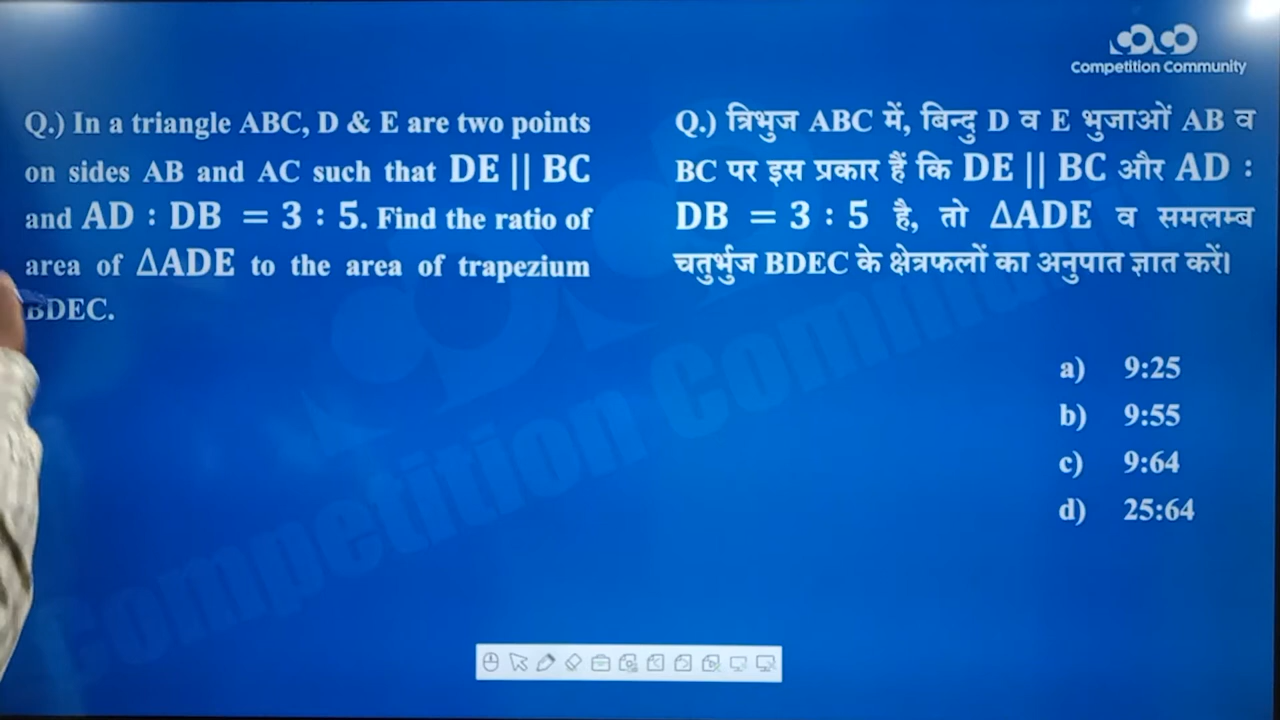 Competition Community
Q.) In a triangle ABC, D & E are two points
on sides AB and AC such that DE || BC
and AD : DB = 3 : 5. Find the ratio of
area of ΔADE to the area of trapezium
BDEC.
Q.) त्रिभुज ABC में, बिन्दु D व E भुजाओं AB व
BC पर इस प्रकार हैं कि DE || BC और AD :
DB = 3 : 5 है, तो ΔADE व समलम्ब
चतुर्भुज BDEC के क्षेत्रफलों का अनुपात ज्ञात करें।
a) 9:25
b) 9:55
c) 9:64
d) 25:64
Competition Community